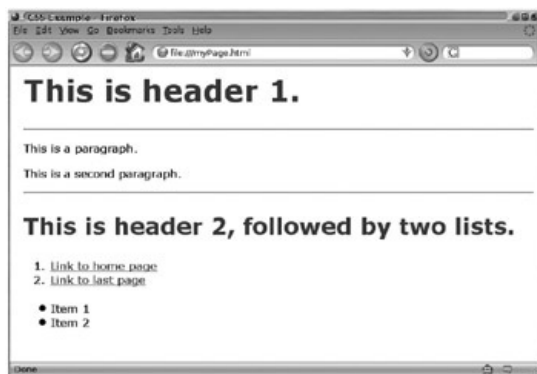 CSS Example - Firefox
File Edit View Go Bookmarks Tools Help
file:///myPage.html
This is header 1.
This is a paragraph.
This is a second paragraph.
This is header 2, followed by two lists.
1. Link to home page
2. Link to last page
• Item 1
• Item 2
Done